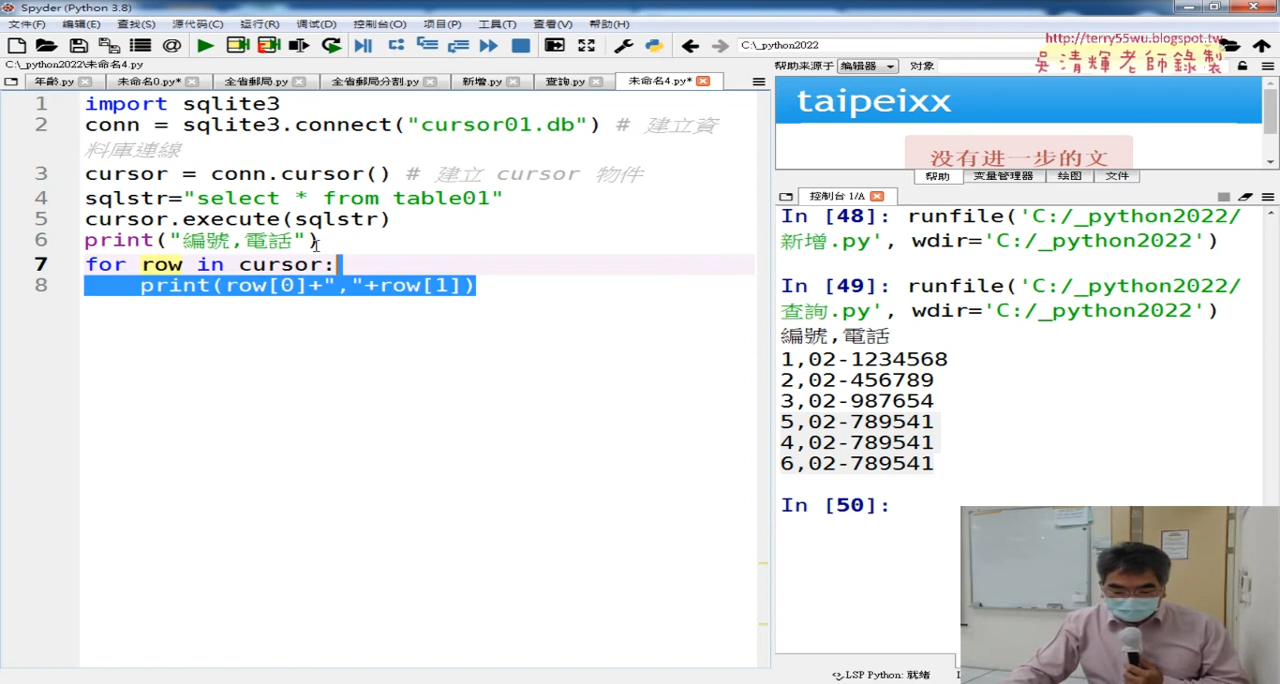 Spyder (Python 3.8)
文件(F) 编辑(E) 查找(S) 源代码(C) 运行(R) 调试(D) 控制台(O) 项目(P) 工具(T) 查看(V) 帮助(H)
C:\_python2022
http://terry55wu.blogspot.tw
吳清輝老師錄製
C:\_python2022\未命名4.py
年齡.py 未命名0.py* 全省郵局.py 全省郵局分割.py 新增.py 查詢.py 未命名4.py*
帮助来源于 编辑器 对象
1 import sqlite3
2 conn = sqlite3.connect("cursor01.db") # 建立資
料庫連線
3 cursor = conn.cursor() # 建立 cursor 物件
4 sqlstr="select * from table01"
5 cursor.execute(sqlstr)
6 print("編號,電話")
7 for row in cursor:
8 print(row[0]+","+row[1])
taipeixx
没有进一步的文
帮助 变量管理器 绘图 文件
控制台 1/A
In [48]: runfile('C:/_python2022/
新增.py', wdir='C:/_python2022')
In [49]: runfile('C:/_python2022/
查詢.py', wdir='C:/_python2022')
編號,電話
1,02-1234568
2,02-456789
3,02-987654
5,02-789541
4,02-789541
6,02-789541
In [50]:
LSP Python: 就绪